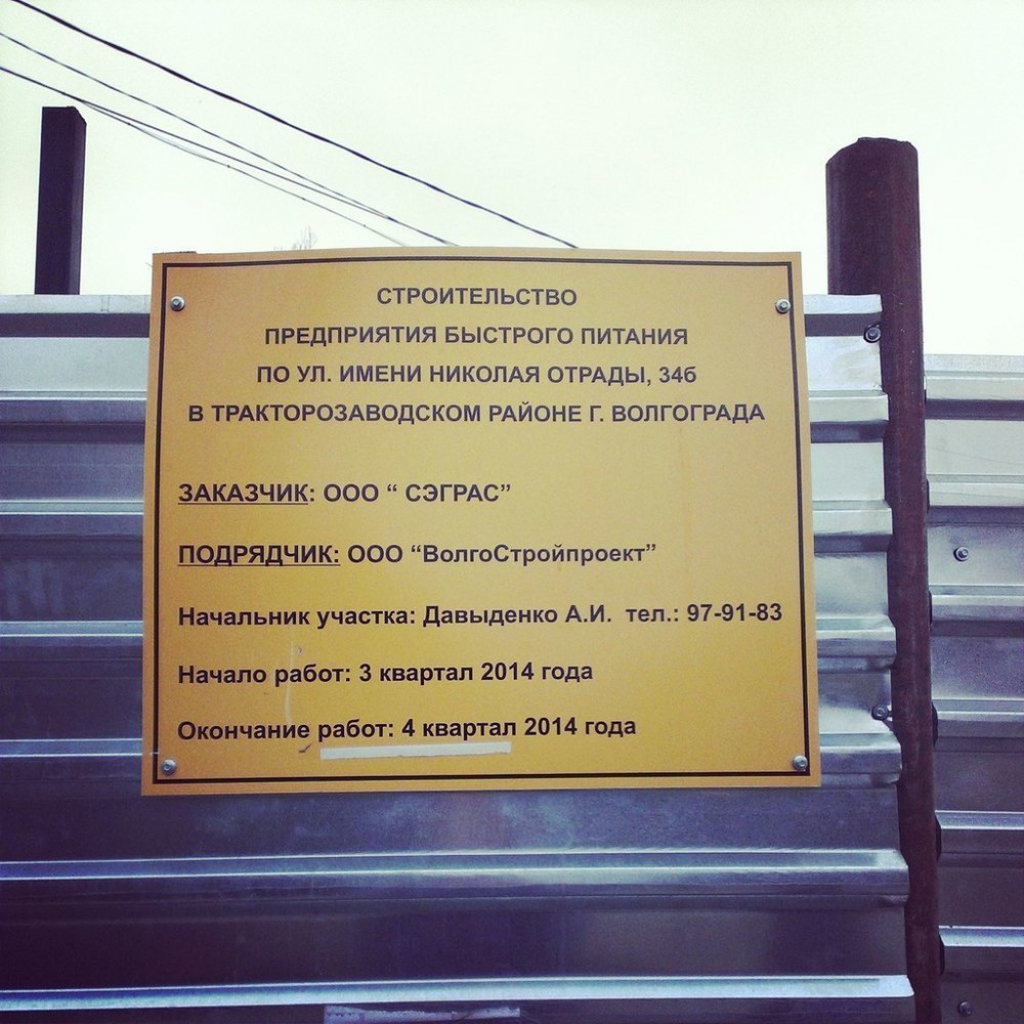 СТРОИТЕЛЬСТВО
ПРЕДПРИЯТИЯ БЫСТРОГО ПИТАНИЯ
ПО УЛ. ИМЕНИ НИКОЛАЯ ОТРАДЫ, 34б
В ТРАКТОРОЗАВОДСКОМ РАЙОНЕ Г. ВОЛГОГРАДА
ЗАКАЗЧИК: ООО “ СЭГРАС”
ПОДРЯДЧИК: ООО “ВолгоСтройпроект”
Начальник участка: Давыденко А.И. тел.: 97-91-83
Начало работ: 3 квартал 2014 года
Окончание работ: 4 квартал 2014 года